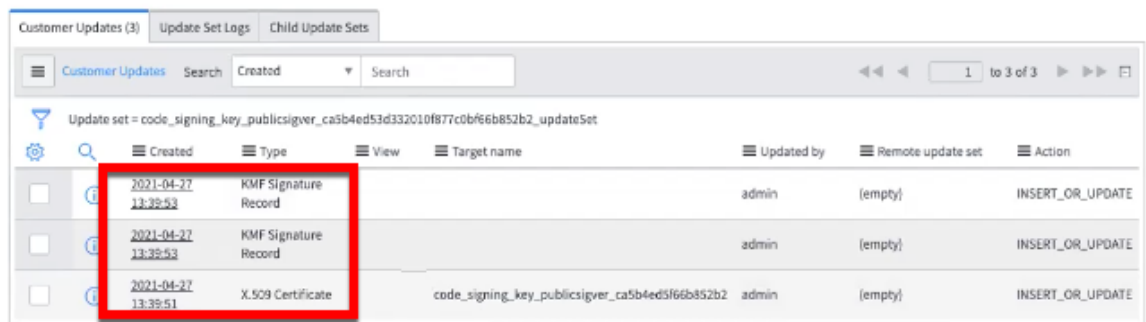 Customer Updates (3) Update Set Logs Child Update Sets
Customer Updates Search Created Search 1 to 3 of 3
Update set = code_signing_key_publicsigver_ca5b4ed53d332010f877c0bf66b852b2_updateSet
Created Type View Target name Updated by Remote update set Action
2021-04-27 13:39:53 KMF Signature Record admin (empty) INSERT_OR_UPDATE
2021-04-27 13:39:53 KMF Signature Record admin (empty) INSERT_OR_UPDATE
2021-04-27 13:39:51 X.509 Certificate code_signing_key_publicsigver_ca5b4ed5f66b852b2 admin (empty) INSERT_OR_UPDATE